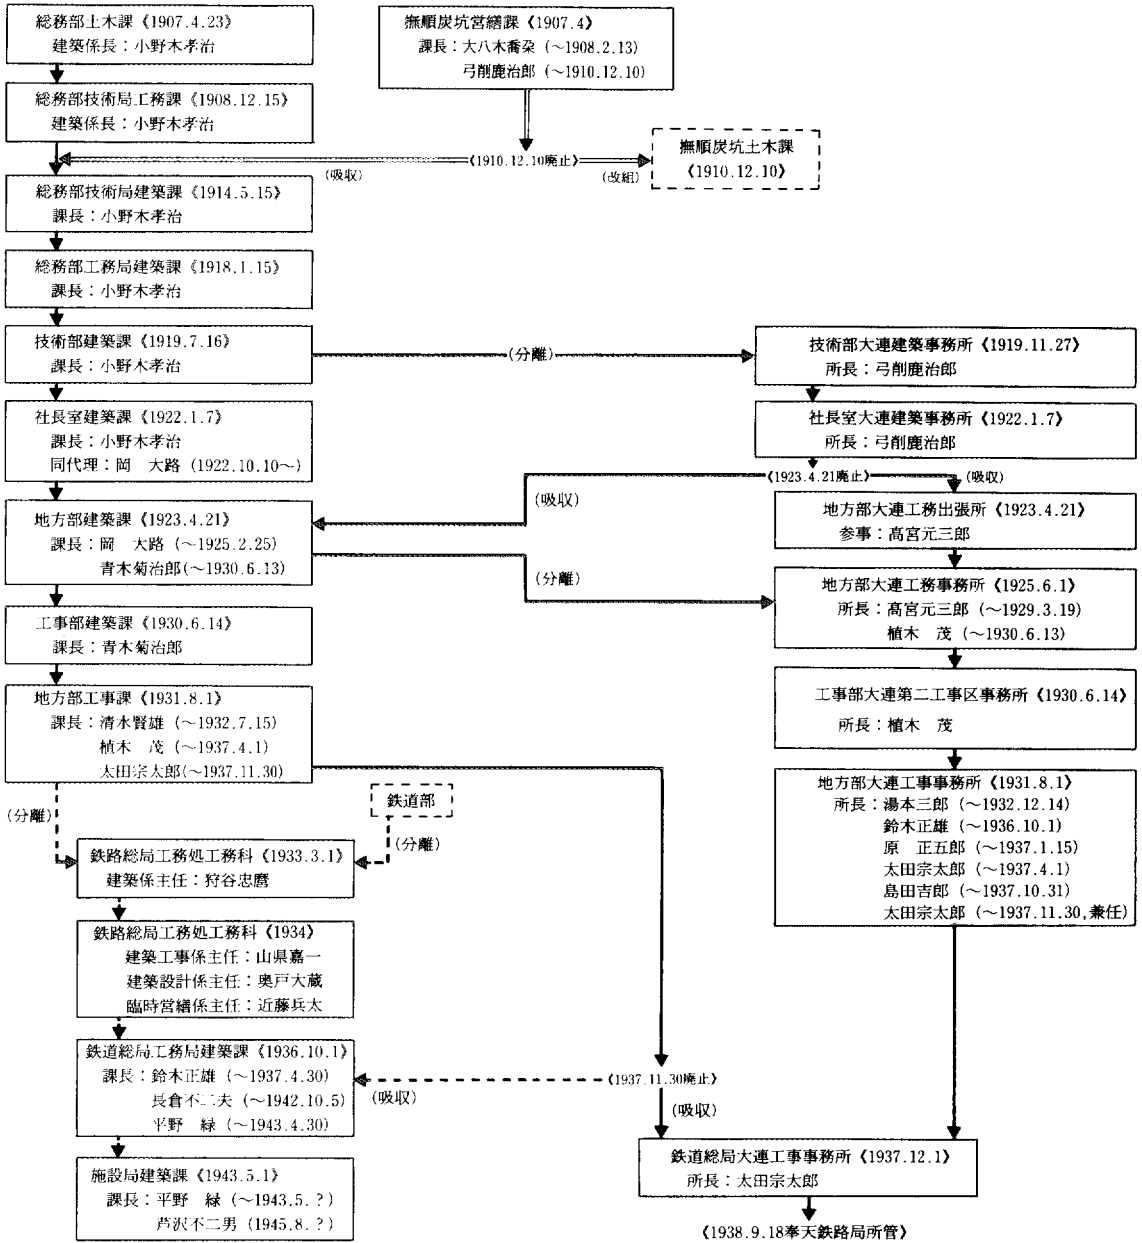 総務部土木課《1907.4.23》
建築係長：小野木孝治
撫順炭坑営繕課《1907.4》
課長：大八木喬朶（〜1908.2.13）
弓削鹿治郎（〜1910.12.10）
総務部技術局工務課《1908.12.15》
建築係長：小野木孝治
《1910.12.10廃止》
（吸収）
（改組）
撫順炭坑土木課
《1910.12.10》
総務部技術局建築課《1914.5.15》
課長：小野木孝治
総務部工務局建築課《1918.1.15》
課長：小野木孝治
技術部建築課《1919.7.16》
課長：小野木孝治
（分離）
技術部大連建築事務所《1919.11.27》
所長：弓削鹿治郎
社長室建築課《1922.1.7》
課長：小野木孝治
同代理：岡　大路（1922.10.10〜）
社長室大連建築事務所《1922.1.7》
所長：弓削鹿治郎
《1923.4.21廃止》
（吸収）
（吸収）
地方部建築課《1923.4.21》
課長：岡　大路（〜1925.2.25）
青木菊治郎（〜1930.6.13）
地方部大連工務出張所《1923.4.21》
参事：高宮元三郎
（分離）
地方部大連工務事務所《1925.6.1》
所長：高宮元三郎（〜1929.3.19）
植木　茂（〜1930.6.13）
工事部建築課《1930.6.14》
課長：青木菊治郎
工事部大連第二工事区事務所《1930.6.14》
所長：植木　茂
地方部工事課《1931.8.1》
課長：清水賢雄（〜1932.7.15）
植木　茂（〜1937.4.1）
太田宗太郎（〜1937.11.30）
地方部大連工事事務所《1931.8.1》
所長：湯本三郎（〜1932.12.14）
鈴木正雄（〜1936.10.1）
原　正五郎（〜1937.1.15）
太田宗太郎（〜1937.4.1）
島田吉郎（〜1937.10.31）
太田宗太郎（〜1937.11.30,兼任）
（分離）
鉄道部
（分離）
鉄路総局工務処工務科《1933.3.1》
建築係主任：狩谷忠麿
鉄路総局工務処工務科《1934》
建築工事係主任：山県嘉一
建築設計係主任：奥戸大蔵
臨時営繕係主任：近藤兵太
鉄道総局工務局建築課《1936.10.1》
課長：鈴木正雄（〜1937.4.30）
長倉不二夫（〜1942.10.5）
平野　緑（〜1943.4.30）
（吸収）
《1937.11.30廃止》
（吸収）
鉄道総局大連工事事務所《1937.12.1》
所長：太田宗太郎
施設局建築課《1943.5.1》
課長：平野　緑（〜1943.5.？）
芦沢不二男（1945.8.？）
《1938.9.18奉天鉄路局所管》